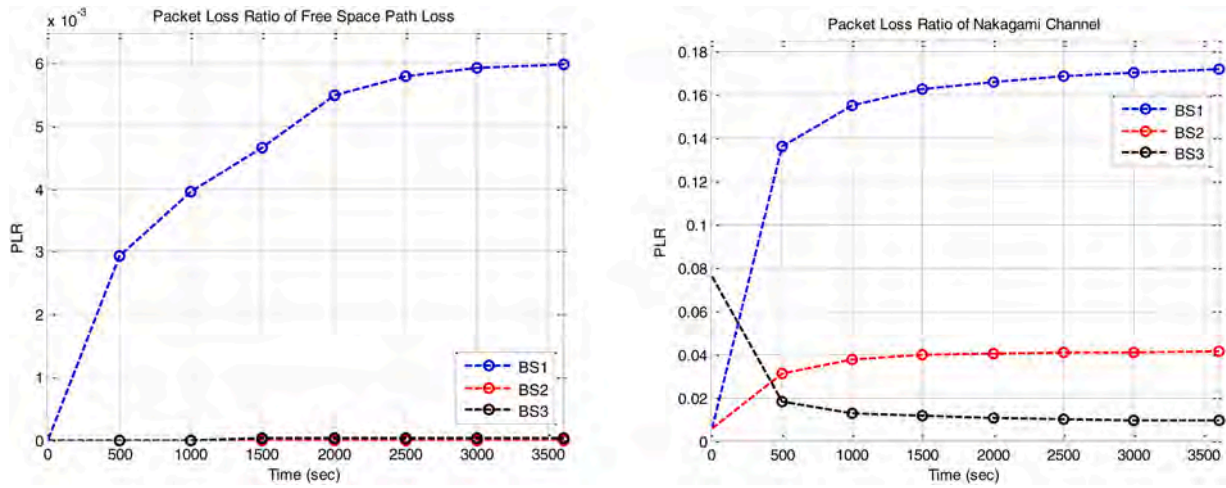 Packet Loss Ratio of Free Space Path Loss
x 10⁻³
6
5
4
3
2
1
0
PLR
BS1
BS2
BS3
0 500 1000 1500 2000 2500 3000 3500
Time (sec)
Packet Loss Ratio of Nakagami Channel
0.18
0.16
0.14
0.12
0.1
0.08
0.06
0.04
0.02
0
PLR
BS1
BS2
BS3
0 500 1000 1500 2000 2500 3000 3500
Time (sec)